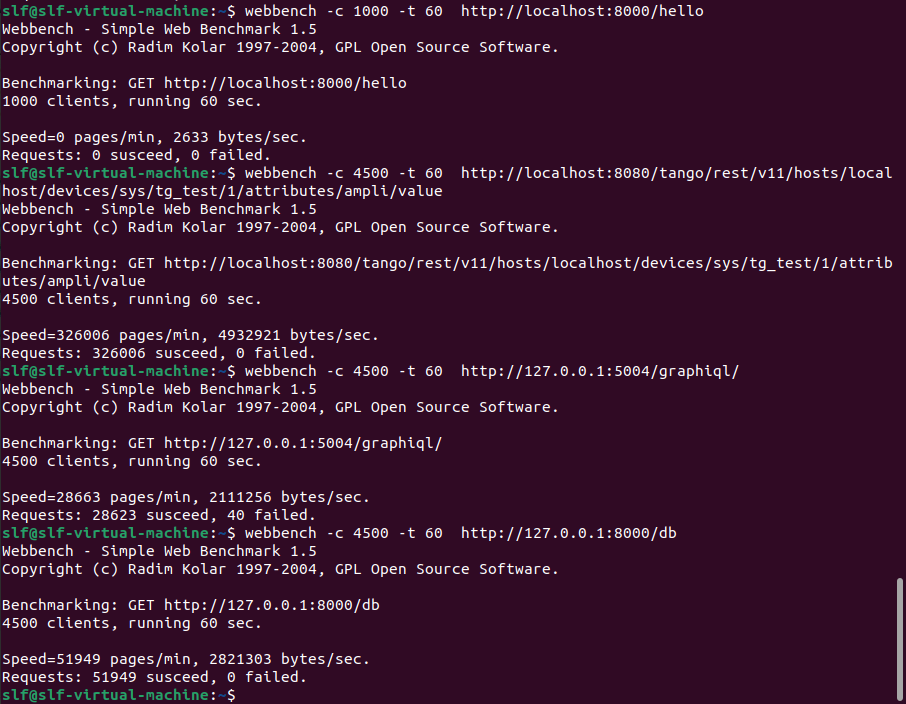 slf@slf-virtual-machine:~$ webbench -c 1000 -t 60  http://localhost:8000/hello
Webbench - Simple Web Benchmark 1.5
Copyright (c) Radim Kolar 1997-2004, GPL Open Source Software.

Benchmarking: GET http://localhost:8000/hello
1000 clients, running 60 sec.

Speed=0 pages/min, 2633 bytes/sec.
Requests: 0 susceed, 0 failed.
slf@slf-virtual-machine:~$ webbench -c 4500 -t 60  http://localhost:8080/tango/rest/v11/hosts/local
host/devices/sys/tg_test/1/attributes/ampli/value
Webbench - Simple Web Benchmark 1.5
Copyright (c) Radim Kolar 1997-2004, GPL Open Source Software.

Benchmarking: GET http://localhost:8080/tango/rest/v11/hosts/localhost/devices/sys/tg_test/1/attrib
utes/ampli/value
4500 clients, running 60 sec.

Speed=326006 pages/min, 4932921 bytes/sec.
Requests: 326006 susceed, 0 failed.
slf@slf-virtual-machine:~$ webbench -c 4500 -t 60  http://127.0.0.1:5004/graphiql/
Webbench - Simple Web Benchmark 1.5
Copyright (c) Radim Kolar 1997-2004, GPL Open Source Software.

Benchmarking: GET http://127.0.0.1:5004/graphiql/
4500 clients, running 60 sec.

Speed=28663 pages/min, 2111256 bytes/sec.
Requests: 28623 susceed, 40 failed.
slf@slf-virtual-machine:~$ webbench -c 4500 -t 60  http://127.0.0.1:8000/db
Webbench - Simple Web Benchmark 1.5
Copyright (c) Radim Kolar 1997-2004, GPL Open Source Software.

Benchmarking: GET http://127.0.0.1:8000/db
4500 clients, running 60 sec.

Speed=51949 pages/min, 2821303 bytes/sec.
Requests: 51949 susceed, 0 failed.
slf@slf-virtual-machine:~$